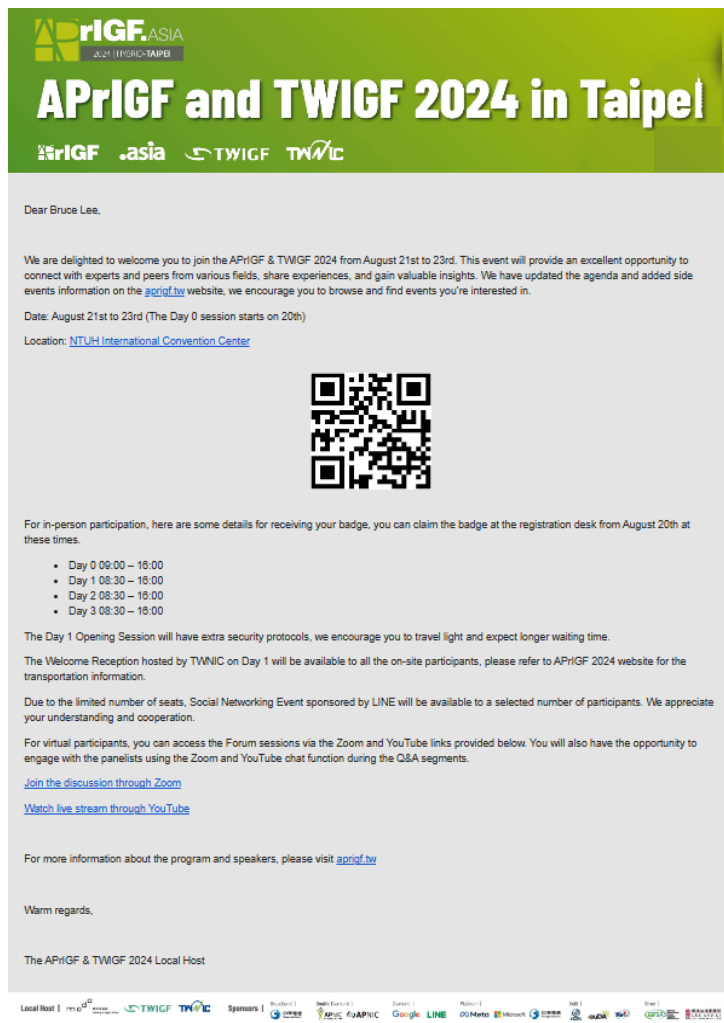 APrIGF.ASIA
2024 | HYBRID-TAIPEI
APrIGF and TWIGF 2024 in Taipei
APrIGF .asia TWIGF TWNIC
Dear Bruce Lee,
We are delighted to welcome you to join the APrIGF & TWIGF 2024 from August 21st to 23rd. This event will provide an excellent opportunity to
connect with experts and peers from various fields, share experiences, and gain valuable insights. We have updated the agenda and added side
events information on the aprigf.tw website, we encourage you to browse and find events you're interested in.
Date: August 21st to 23rd (The Day 0 session starts on 20th)
Location: NTUH International Convention Center
For in-person participation, here are some details for receiving your badge, you can claim the badge at the registration desk from August 20th at
these times.
• Day 0 09:00 – 16:00
• Day 1 08:30 – 16:00
• Day 2 08:30 – 16:00
• Day 3 08:30 – 16:00
The Day 1 Opening Session will have extra security protocols, we encourage you to travel light and expect longer waiting time.
The Welcome Reception hosted by TWNIC on Day 1 will be available to all the on-site participants, please refer to APrIGF 2024 website for the
transportation information.
Due to the limited number of seats, Social Networking Event sponsored by LINE will be available to a selected number of participants. We appreciate
your understanding and cooperation.
For virtual participants, you can access the Forum sessions via the Zoom and YouTube links provided below. You will also have the opportunity to
engage with the panelists using the Zoom and YouTube chat function during the Q&A segments.
Join the discussion through Zoom
Watch live stream through YouTube
For more information about the program and speakers, please visit aprigf.tw
Warm regards,
The APrIGF & TWIGF 2024 Local Host
Local Host | moda TWIGF TWNIC Sponsors | APNIC APNIC Google LINE Meta Microsoft auDA